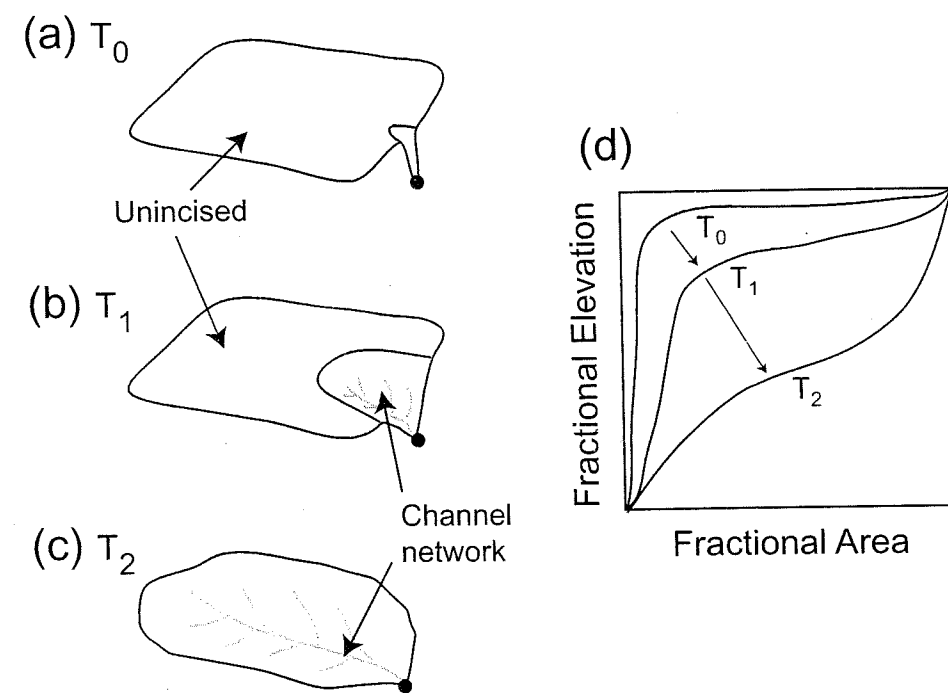 (a) T0
Unincised
(b) T1
Channel
network
(c) T2
(d)
Fractional Elevation
T0
T1
T2
Fractional Area